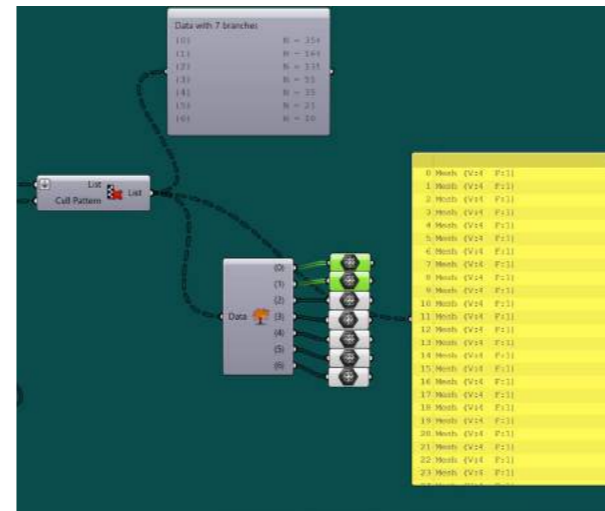 Data with 7 branches
{0} N = 354
{1} N = 164
{2} N = 135
{3} N = 55
{4}
{5}
{6}
List
Cull Pattern
List
Data
{0}
{1}
{2}
{3}
{4}
{5}
{6}
0 Mesh (V:4 F:1)
1 Mesh (V:4 F:1)
2 Mesh (V:4 F:1)
3 Mesh (V:4 F:1)
4 Mesh (V:4 F:1)
5 Mesh (V:4 F:1)
6 Mesh (V:4 F:1)
7 Mesh (V:4 F:1)
8 Mesh (V:4 F:1)
9 Mesh (V:4 F:1)
10 Mesh (V:4 F:1)
11 Mesh (V:4 F:1)
12 Mesh (V:4 F:1)
13 Mesh (V:4 F:1)
14 Mesh (V:4 F:1)
15 Mesh (V:4 F:1)
16 Mesh (V:4 F:1)
17 Mesh (V:4 F:1)
18 Mesh (V:4 F:1)
19 Mesh (V:4 F:1)
20 Mesh (V:4 F:1)
21 Mesh (V:4 F:1)
22 Mesh (V:4 F:1)
23 Mesh (V:4 F:1)